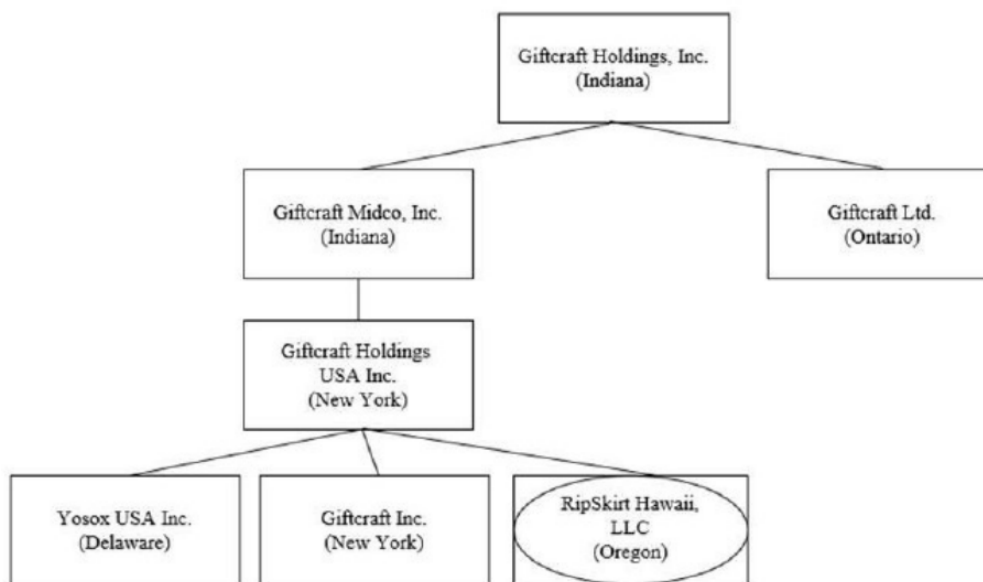 Giftcraft Holdings, Inc.
(Indiana)
Giftcraft Midco, Inc.
(Indiana)
Giftcraft Ltd.
(Ontario)
Giftcraft Holdings
USA Inc.
(New York)
Yosox USA Inc.
(Delaware)
Giftcraft Inc.
(New York)
RipSkirt Hawaii,
LLC
(Oregon)